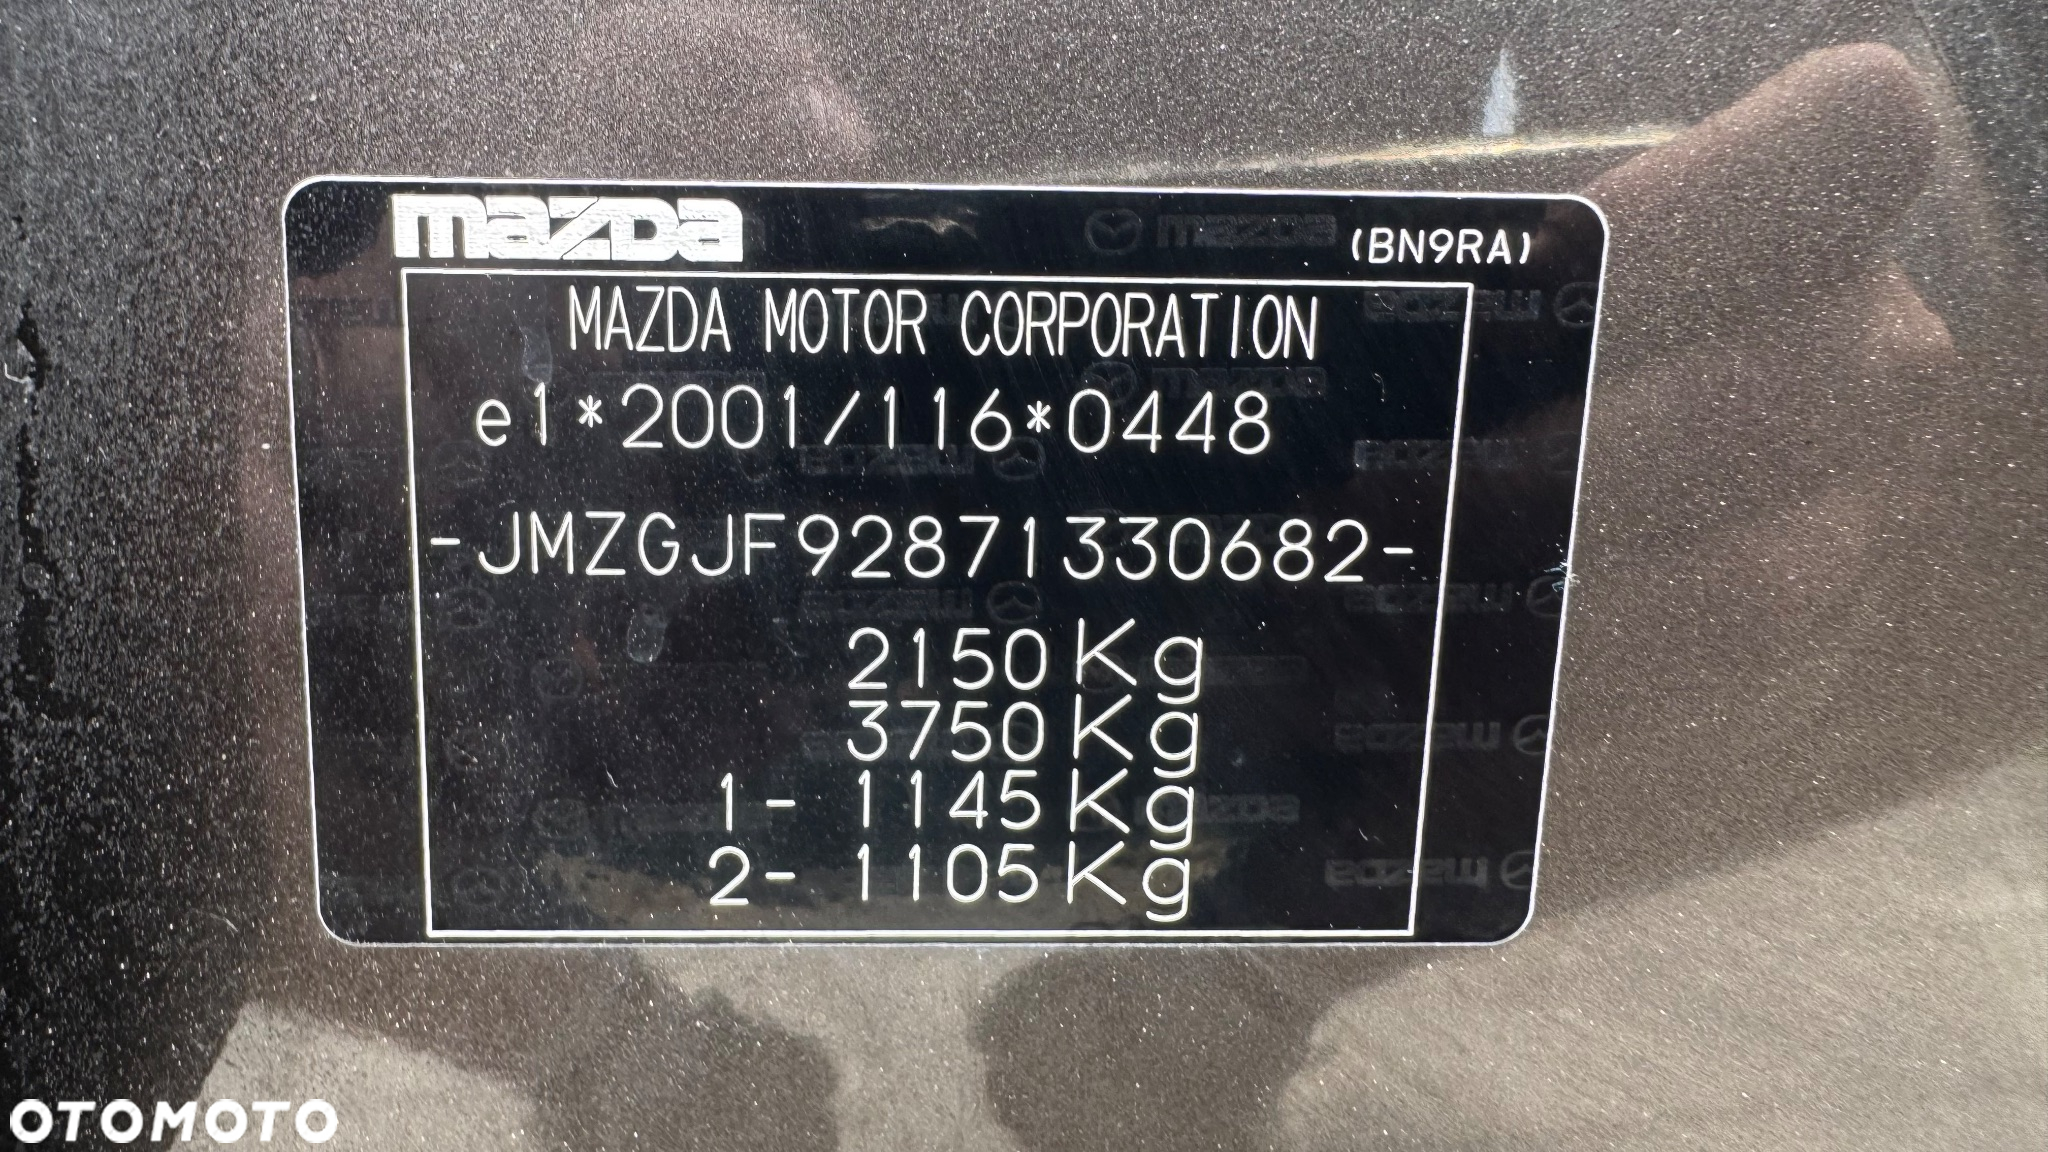 mazda
(BN9RA)
MAZDA MOTOR CORPORATION
e1*2001/116*0448
-JMZGJF92871330682-
2150Kg
3750Kg
1- 1145Kg
2- 1105Kg
OTOMOTO